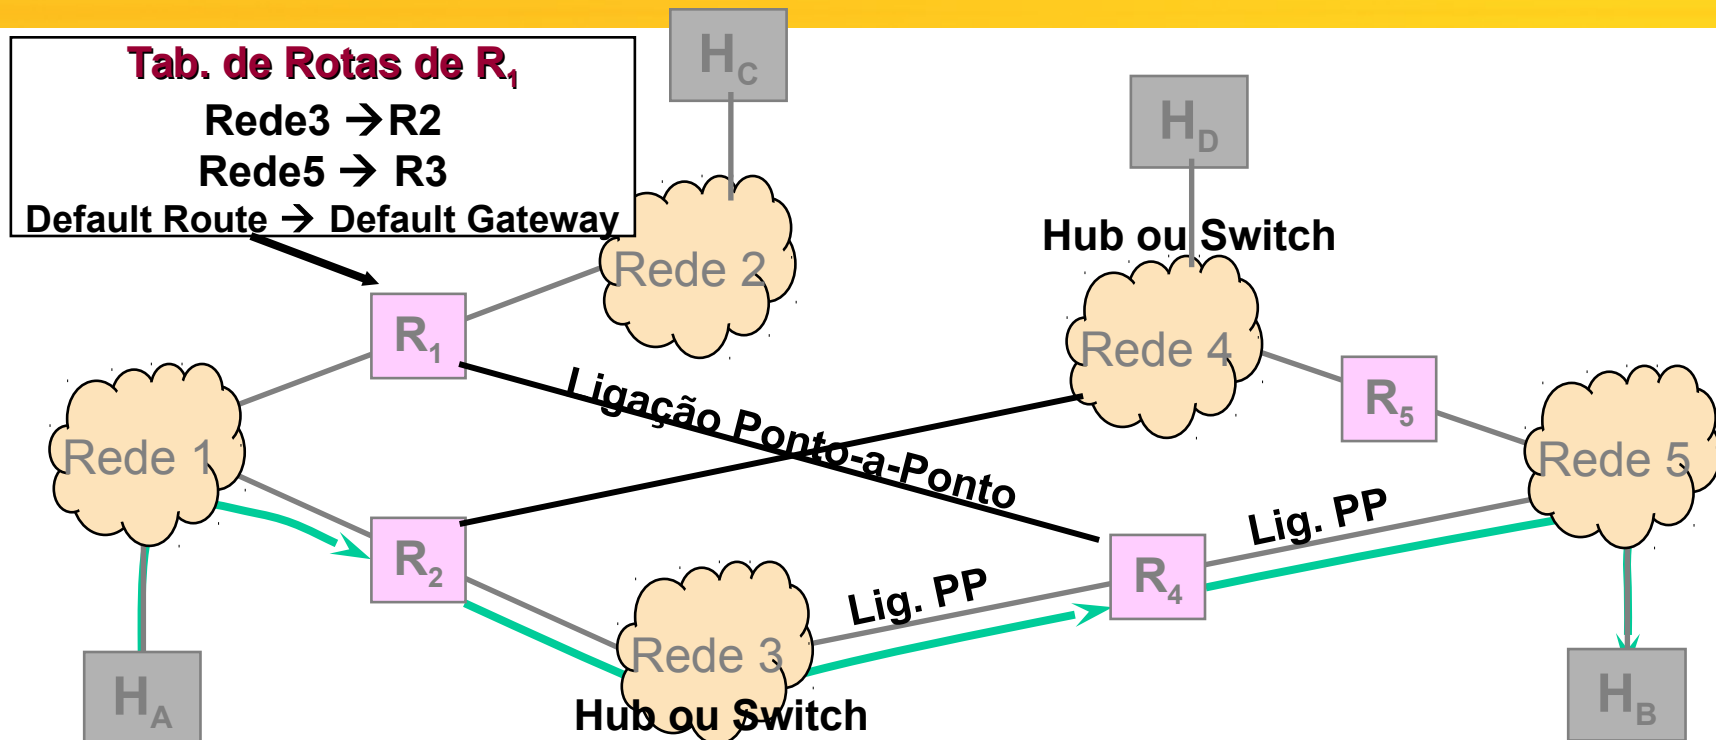 Tab. de Rotas de R1
Rede3 → R2
Rede5 → R3
Default Route → Default Gateway
HC
HD
Hub ou Switch
Rede 2
R1
Rede 4
R5
Ligação Ponto-a-Ponto
Rede 1
Rede 5
Lig. PP
R2
R4
Lig. PP
Rede 3
Hub ou Switch
HA
HB